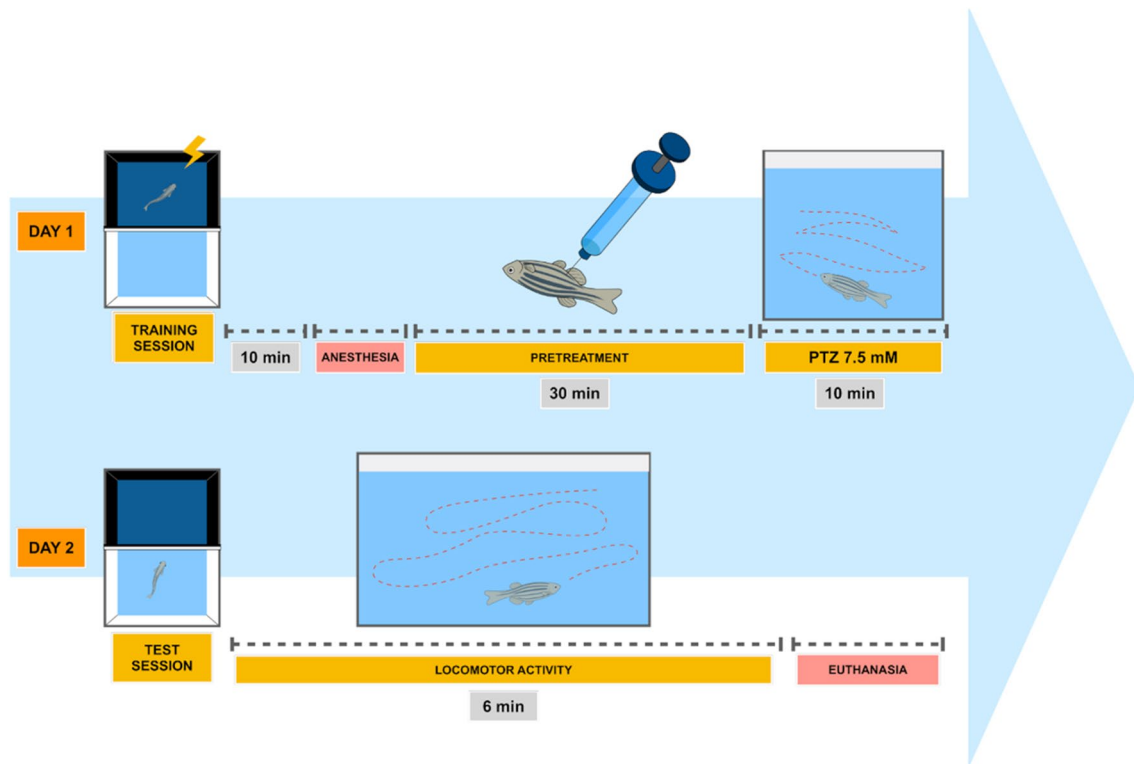 DAY 1
TRAINING
SESSION
10 min
ANESTHESIA
PRETREATMENT
30 min
PTZ 7.5 mM
10 min
DAY 2
TEST
SESSION
LOCOMOTOR ACTIVITY
6 min
EUTHANASIA